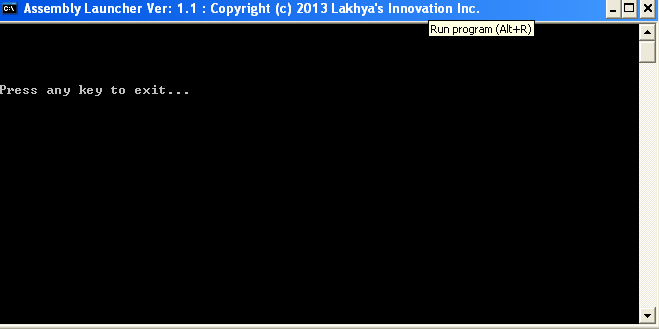 C:\ Assembly Launcher Ver: 1.1 : Copyright (c) 2013 Lakhya's Innovation Inc.
Run program (Alt+R)
Press any key to exit...